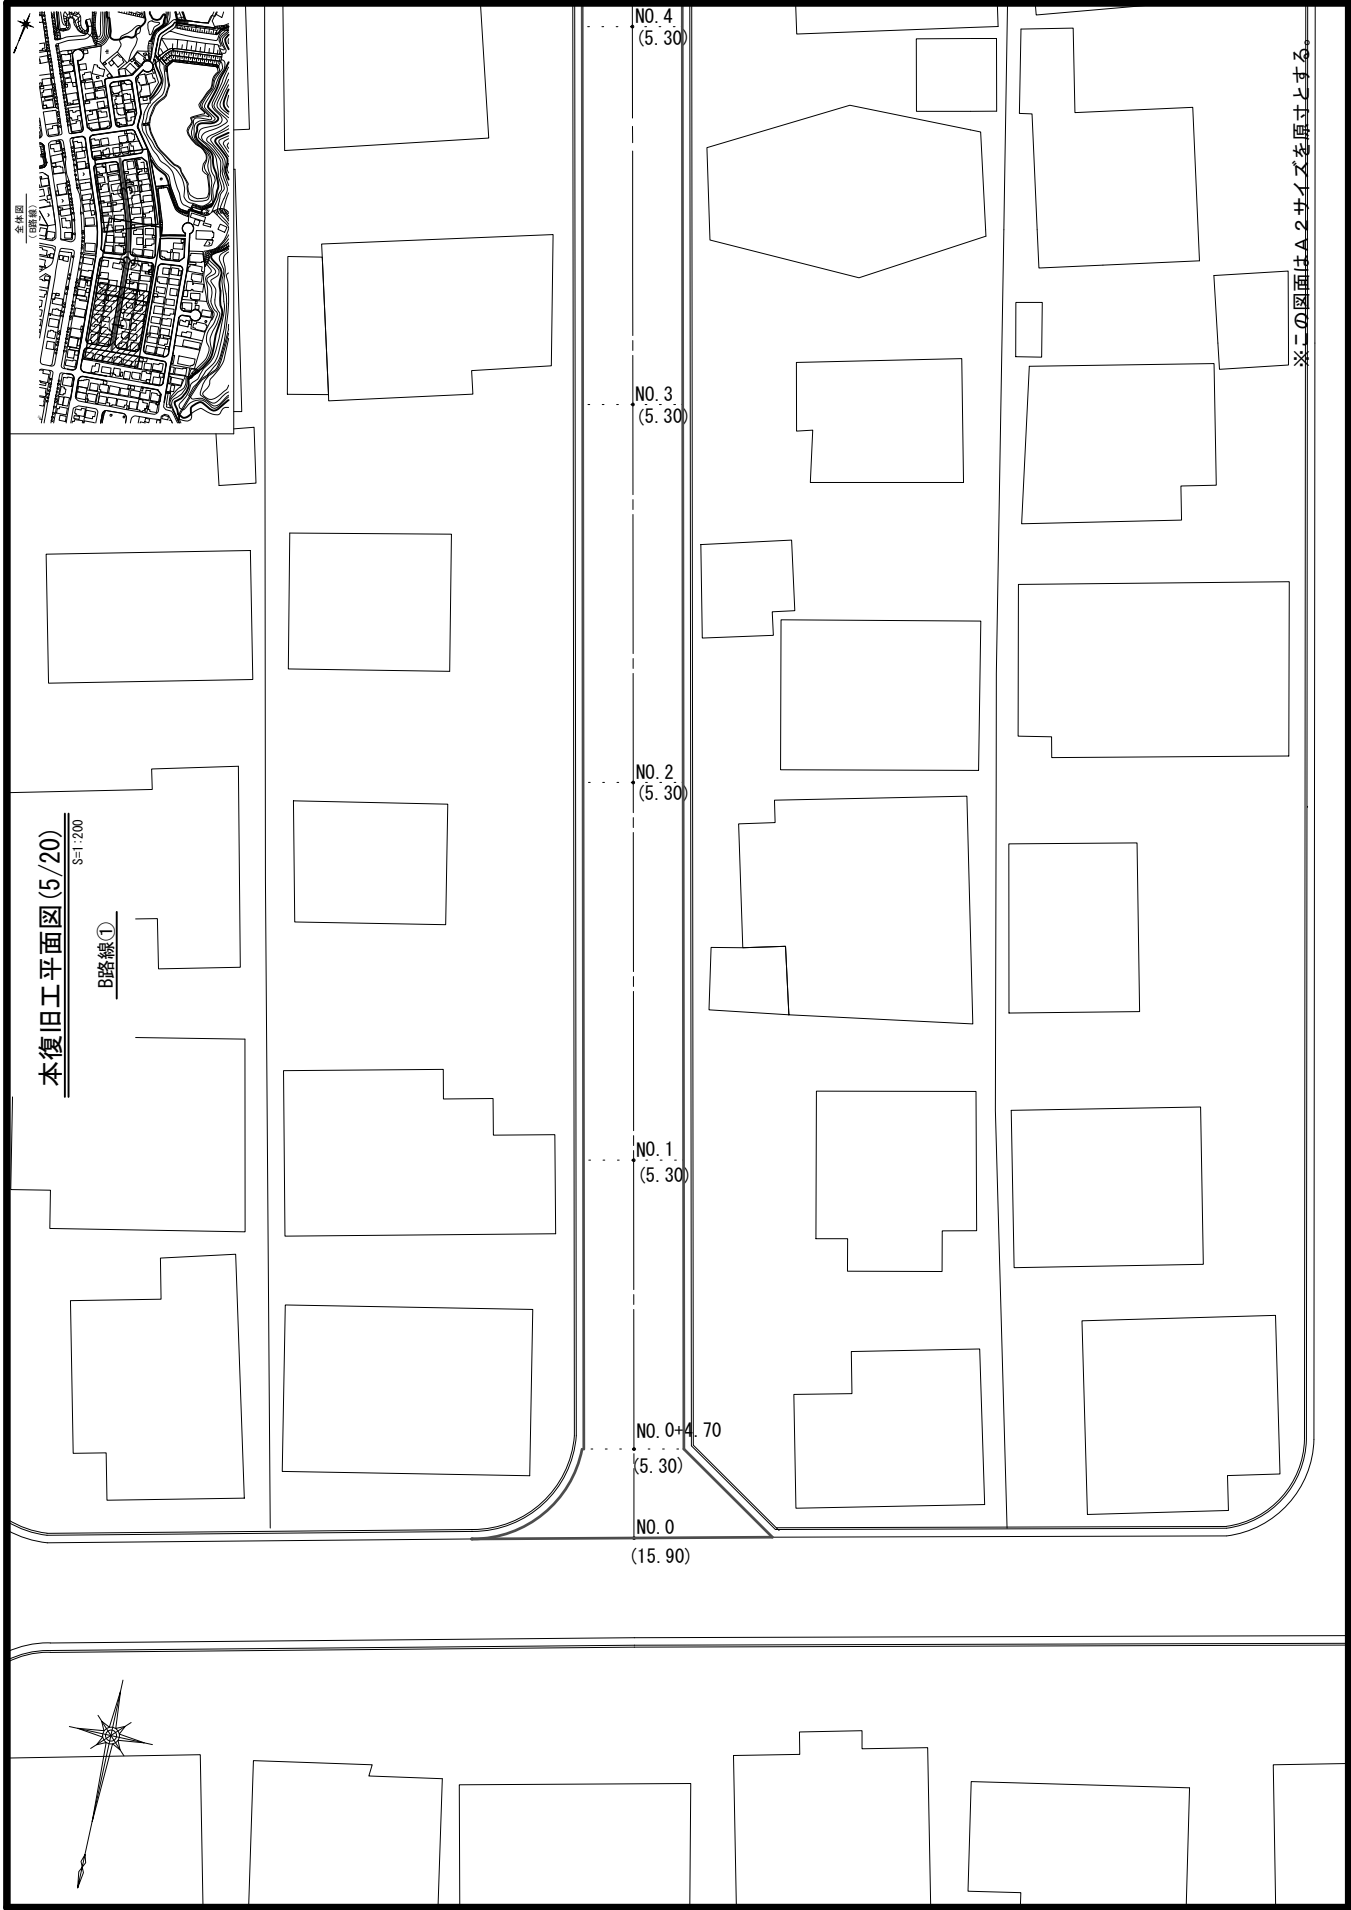 全体図
(B路線)
本復旧工平面図(5/20)
S=1:200
B路線①
※この図面はA2サイズを原寸とする。
NO.4
(5.30)
NO.3
(5.30)
NO.2
(5.30)
NO.1
(5.30)
NO.0+4.70
(5.30)
NO.0
(15.90)